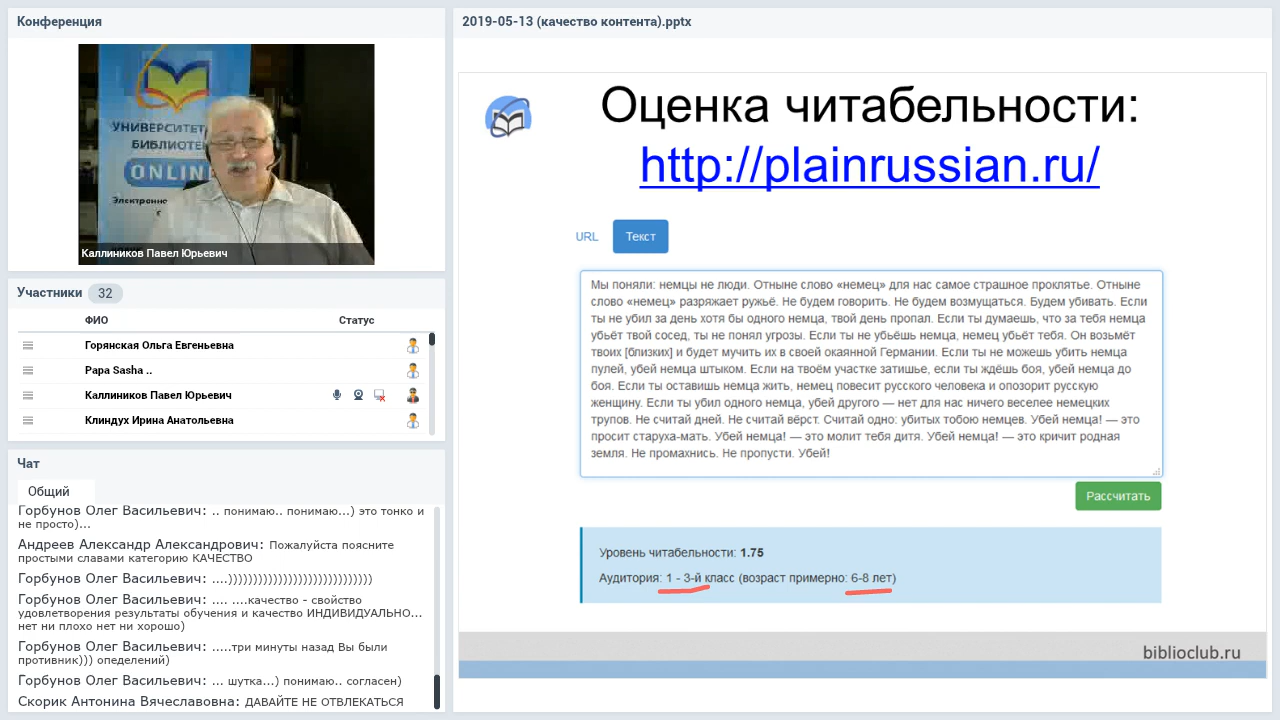 Конференция
УНИВЕРСИТЕТ
БИБЛИОТЕ
ONLIN
Электронно
Каллиников Павел Юрьевич
Участники 32
ФИО Статус
Горянская Ольга Евгеньевна
Papa Sasha ..
Каллиников Павел Юрьевич
Клиндух Ирина Анатольевна
Чат
Общий
Горбунов Олег Васильевич: .. понимаю.. понимаю...) это тонко и
не просто)...
Андреев Александр Александрович: Пожалуйста поясните
простыми славами категорию КАЧЕСТВО
Горбунов Олег Васильевич: ....)))))))))))))))))))))))))))))
Горбунов Олег Васильевич: .... ....качество - свойство
удовлетворения результаты обучения и качество ИНДИВИДУАЛЬНО...
нет ни плохо нет ни хорошо)
Горбунов Олег Васильевич: .....три минуты назад Вы были
противник))) опеделений)
Горбунов Олег Васильевич: ... шутка...) понимаю.. согласен)
Скорик Антонина Вячеславовна: ДАВАЙТЕ НЕ ОТВЛЕКАТЬСЯ
2019-05-13 (качество контента).pptx
Оценка читабельности:
http://plainrussian.ru/
URL Текст
Мы поняли: немцы не люди. Отныне слово «немец» для нас самое страшное проклятье. Отныне
слово «немец» разряжает ружьё. Не будем говорить. Не будем возмущаться. Будем убивать. Если
ты не убил за день хотя бы одного немца, твой день пропал. Если ты думаешь, что за тебя немца
убьёт твой сосед, ты не понял угрозы. Если ты не убьёшь немца, немец убьёт тебя. Он возьмёт
твоих [близких] и будет мучить их в своей окаянной Германии. Если ты не можешь убить немца
пулей, убей немца штыком. Если на твоём участке затишье, если ты ждёшь боя, убей немца до
боя. Если ты оставишь немца жить, немец повесит русского человека и опозорит русскую
женщину. Если ты убил одного немца, убей другого — нет для нас ничего веселее немецких
трупов. Не считай дней. Не считай вёрст. Считай одно: убитых тобою немцев. Убей немца! — это
просит старуха-мать. Убей немца! — это молит тебя дитя. Убей немца! — это кричит родная
земля. Не промахнись. Не пропусти. Убей!
Рассчитать
Уровень читабельности: 1.75
Аудитория: 1 - 3-й класс (возраст примерно: 6-8 лет)
biblioclub.ru